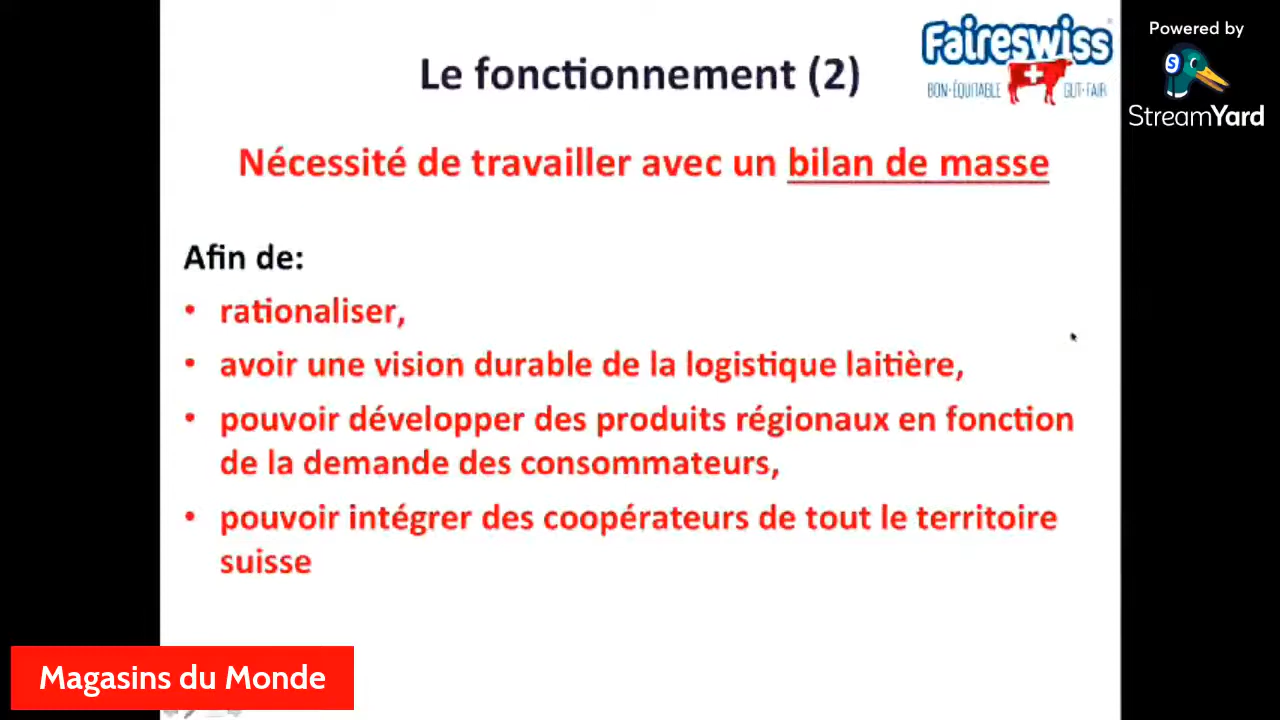 Le fonctionnement (2)
Faireswiss
BON·ÉQUITABLE GUT·FAIR
Powered by
StreamYard
Nécessité de travailler avec un bilan de masse
Afin de:
• rationaliser,
• avoir une vision durable de la logistique laitière,
• pouvoir développer des produits régionaux en fonction
de la demande des consommateurs,
• pouvoir intégrer des coopérateurs de tout le territoire
suisse
Magasins du Monde